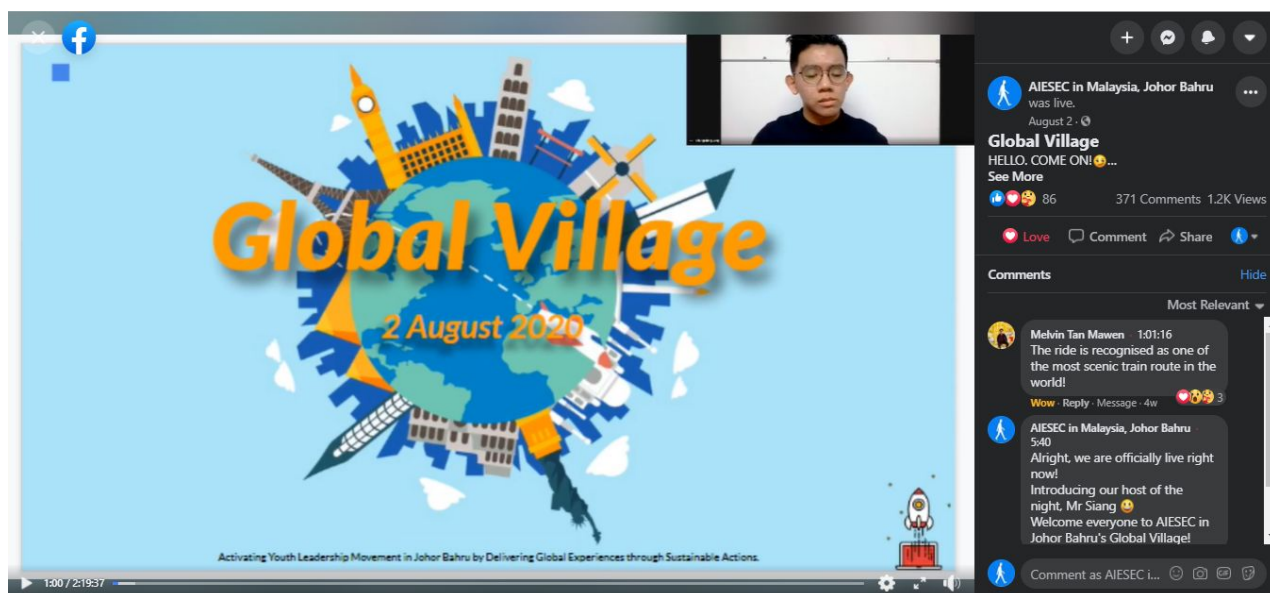 Global Village
2 August 2020
Activating Youth Leadership Movement in Johor Bahru by Delivering Global Experiences through Sustainable Actions.
1:00 / 2:19:37
AIESEC in Malaysia, Johor Bahru
was live.
August 2 ·
Global Village
HELLO. COME ON!😉...
See More
86 371 Comments 1.2K Views
Love Comment Share
Comments Hide
Most Relevant
Melvin Tan Mawen · 1:01:16
The ride is recognised as one of
the most scenic train route in the
world!
Wow · Reply · Message · 4w 3
AIESEC in Malaysia, Johor Bahru ·
5:40
Alright, we are officially live right
now!
Introducing our host of the
night, Mr Siang 😃
Welcome everyone to AIESEC in
Johor Bahru's Global Village!
Comment as AIESEC i... GIF